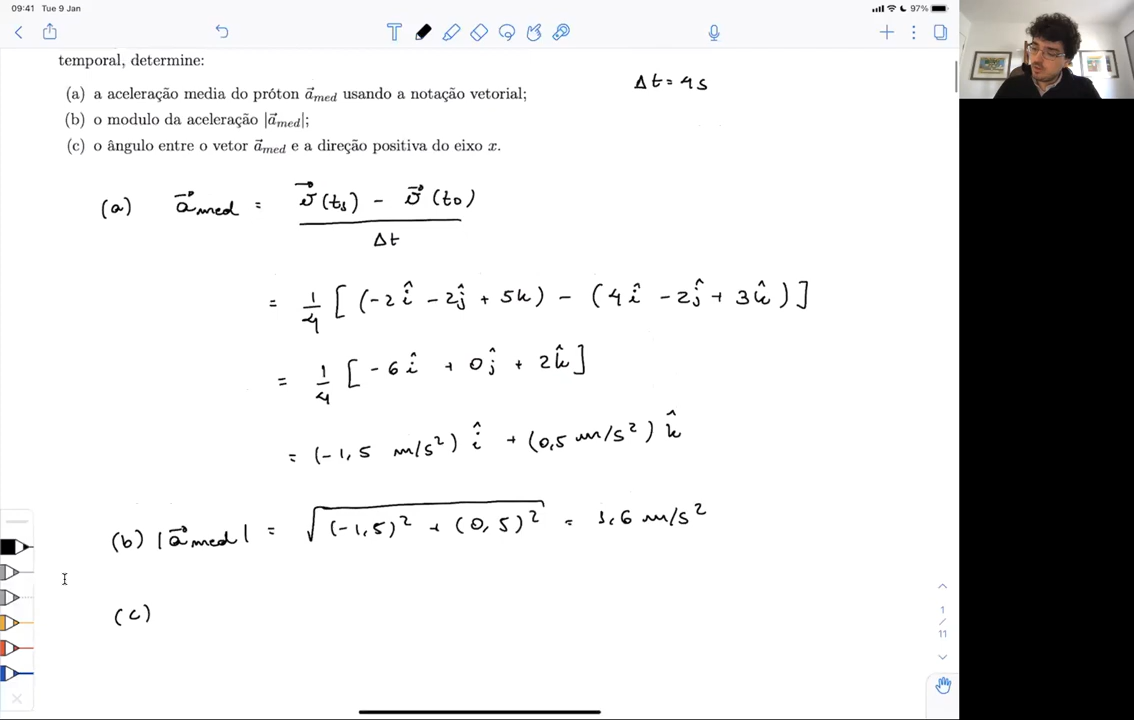 09:41 Tue 9 Jan
97%
temporal, determine:
Δt = 4s
(a) a aceleração media do próton a⃗med usando a notação vetorial;
(b) o modulo da aceleração |a⃗med|;
(c) o ângulo entre o vetor a⃗med e a direção positiva do eixo x.
(a) a⃗med = (v⃗(t₁) - v⃗(t₀)) / Δt
= 1/4 [(-2î - 2ĵ + 5k) - (4î - 2ĵ + 3k̂)]
= 1/4 [-6î + 0ĵ + 2k̂]
= (-1,5 m/s²) î + (0,5 m/s²) k̂
(b) |a⃗med| = √((-1,5)² + (0,5)²) = 1,6 m/s²
(c)
1
/
11